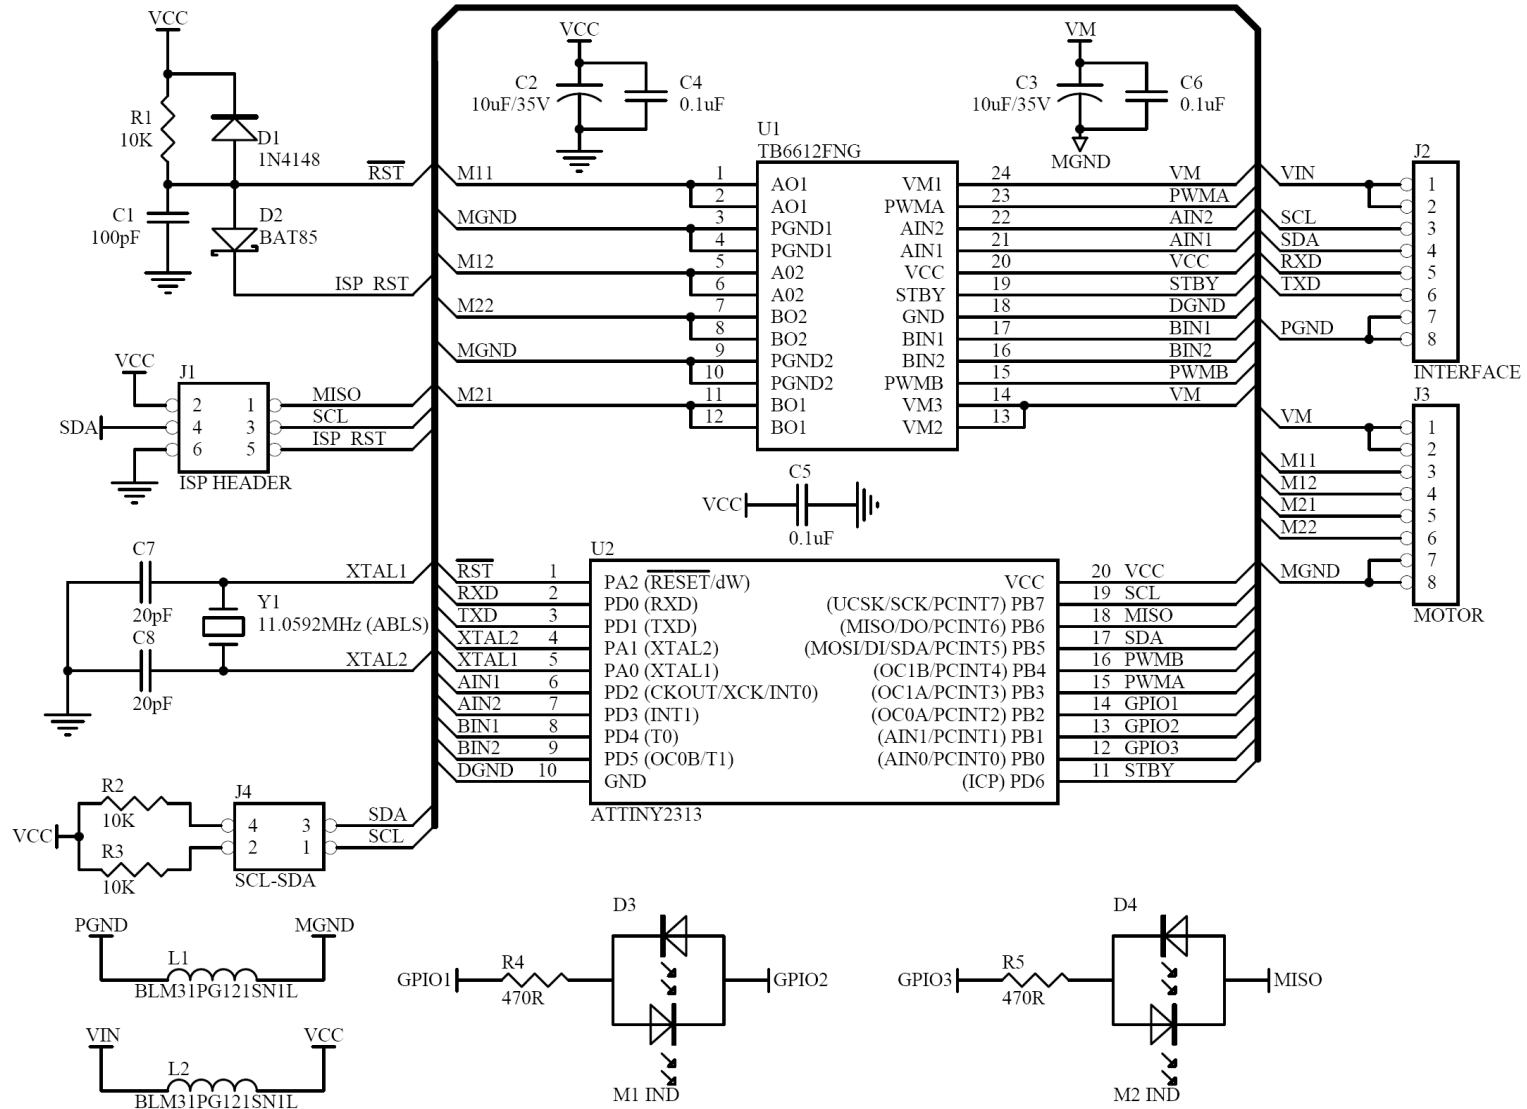 VCC
R1
10K
D1
1N4148
RST
C1
100pF
D2
BAT85
ISP_RST
VCC
C2
10uF/35V
C4
0.1uF
VM
C3
10uF/35V
C6
0.1uF
MGND
U1
TB6612FNG
M11 1 AO1 VM1 24 VM
2 AO1 PWMA 23 PWMA
MGND 3 PGND1 AIN2 22 AIN2
4 PGND1 AIN1 21 AIN1
M12 5 A02 VCC 20 VCC
6 A02 STBY 19 STBY
M22 7 BO2 GND 18 DGND
8 BO2 BIN1 17 BIN1
MGND 9 PGND2 BIN2 16 BIN2
10 PGND2 PWMB 15 PWMB
M21 11 BO1 VM3 14 VM
12 BO1 VM2 13
J2
VIN 1
2
SCL 3
SDA 4
RXD 5
TXD 6
7
PGND 8
INTERFACE
VCC
J1
2 1 MISO
SDA 4 3 SCL
6 5 ISP_RST
ISP HEADER
J3
VM 1
2
M11 3
M12 4
M21 5
M22 6
7
MGND 8
MOTOR
C5
VCC
0.1uF
C7
XTAL1
20pF
Y1
11.0592MHz (ABLS)
C8
XTAL2
20pF
U2
RST 1 PA2 (RESET/dW) VCC 20 VCC
RXD 2 PD0 (RXD) (UCSK/SCK/PCINT7) PB7 19 SCL
TXD 3 PD1 (TXD) (MISO/DO/PCINT6) PB6 18 MISO
XTAL2 4 PA1 (XTAL2) (MOSI/DI/SDA/PCINT5) PB5 17 SDA
XTAL1 5 PA0 (XTAL1) (OC1B/PCINT4) PB4 16 PWMB
AIN1 6 PD2 (CKOUT/XCK/INT0) (OC1A/PCINT3) PB3 15 PWMA
AIN2 7 PD3 (INT1) (OC0A/PCINT2) PB2 14 GPIO1
BIN1 8 PD4 (T0) (AIN1/PCINT1) PB1 13 GPIO2
BIN2 9 PD5 (OC0B/T1) (AIN0/PCINT0) PB0 12 GPIO3
DGND 10 GND (ICP) PD6 11 STBY
ATTINY2313
R2
10K
VCC
R3
10K
J4
4 3 SDA
2 1 SCL
SCL-SDA
PGND MGND
L1
BLM31PG121SN1L
VIN VCC
L2
BLM31PG121SN1L
D3
GPIO1 R4 GPIO2
470R
M1 IND
D4
GPIO3 R5 MISO
470R
M2 IND